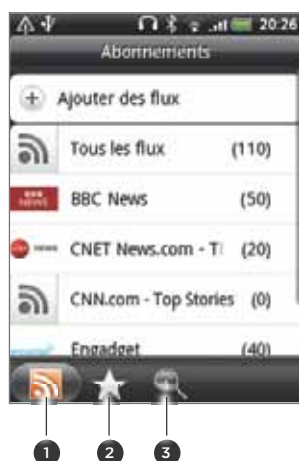 20:26
Abonnements
Ajouter des flux
Tous les flux (110)
BBC News (50)
CNET News.com - T (20)
CNN.com - Top Stories (0)
Engadget (40)
1 2 3